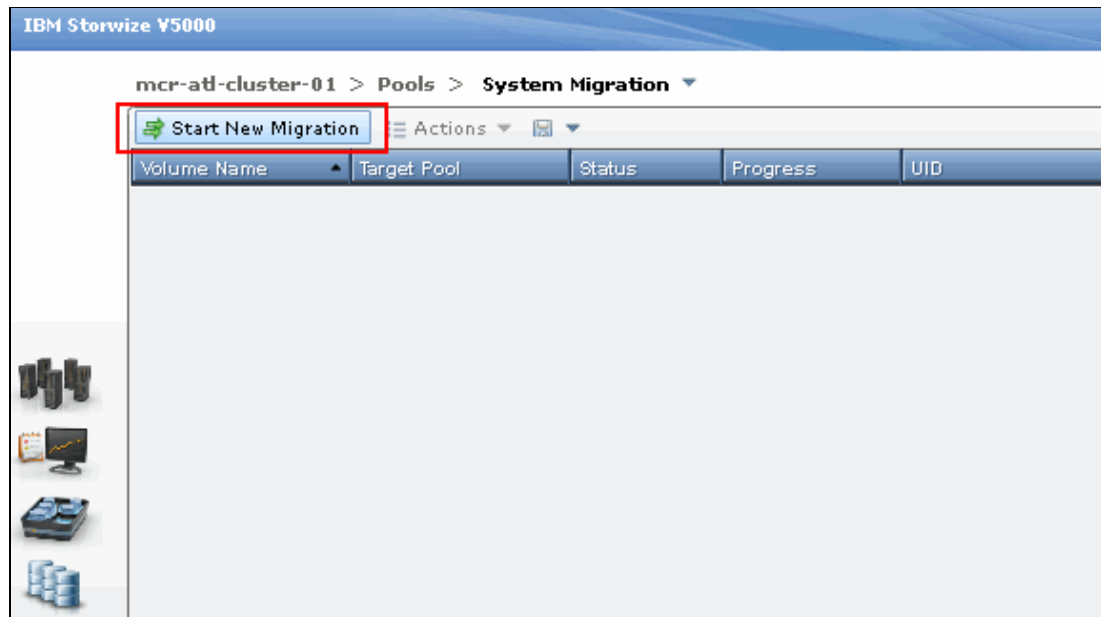 IBM Storwize V5000
mcr-atl-cluster-01 > Pools > System Migration
Start New Migration Actions
Volume Name Target Pool Status Progress UID